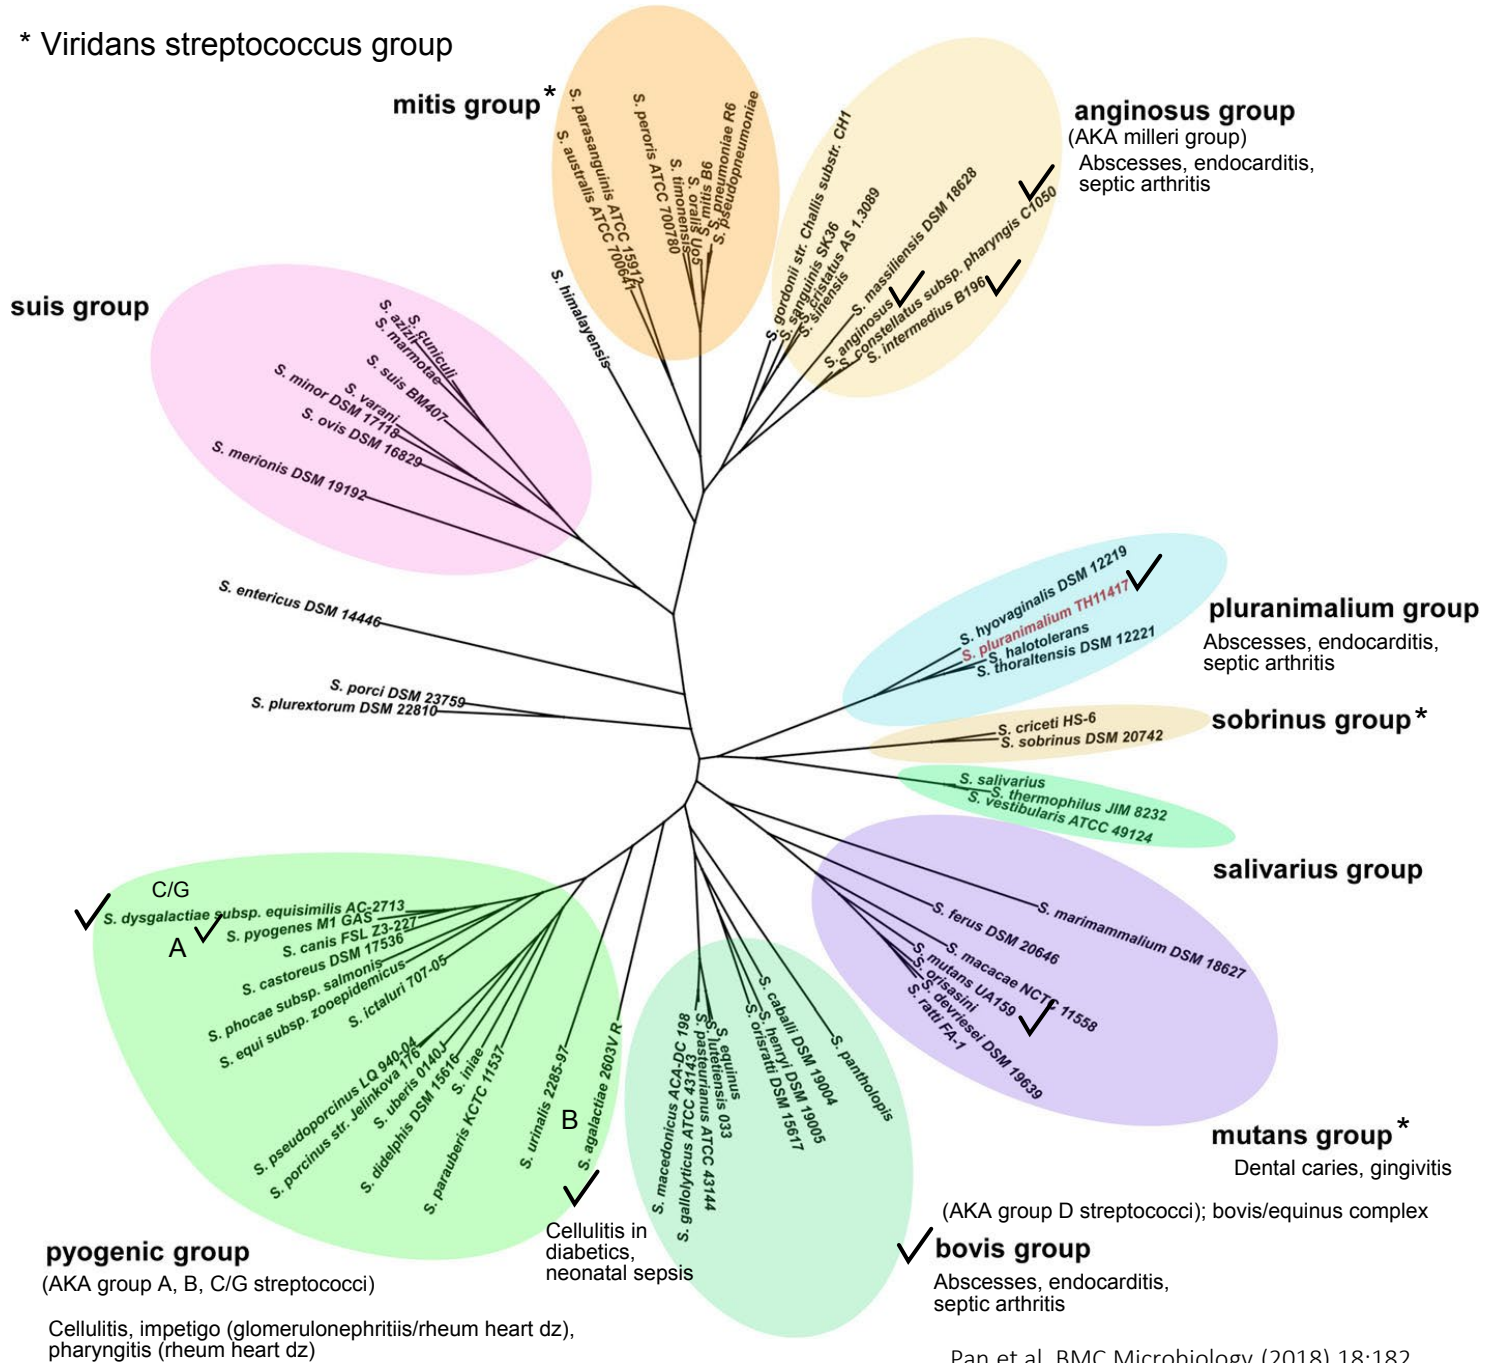 * Viridans streptococcus group
mitis group*
S. parasanguinis ATCC 15912
S. australis ATCC 700641
S. peroris ATCC 700780
S. timonensis
S. oralis Uo5
S. mitis B6
S. pneumoniae R6
S. pseudopneumoniae
S. himalayensis
anginosus group
(AKA milleri group)
Abscesses, endocarditis,
septic arthritis
S. gordonii str. Challis substr. CH1
S. sanguinis SK36
S. cristatus AS 1.3089
S. sinensis
S. massiliensis DSM 18628
S. anginosus
S. constellatus subsp. pharyngis C1050
S. intermedius B196
suis group
S. cuniculi
S. azizii
S. marmotae
S. suis BM407
S. varani
S. minor DSM 17118
S. ovis DSM 16829
S. merionis DSM 19192
S. entericus DSM 14446
S. porci DSM 23759
S. plurextorum DSM 22810
S. hyovaginalis DSM 12219
S. pluranimalium TH11417
S. halotolerans
S. thoraltensis DSM 12221
pluranimalium group
Abscesses, endocarditis,
septic arthritis
S. criceti HS-6
S. sobrinus DSM 20742
sobrinus group*
S. salivarius
S. thermophilus JIM 8232
S. vestibularis ATCC 49124
salivarius group
S. marimammalium DSM 18627
S. ferus DSM 20646
S. macacae NCTC 11558
S. mutans UA159
S. orisasini
S. devriesei DSM 19639
S. ratti FA-1
mutans group*
Dental caries, gingivitis
C/G
S. dysgalactiae subsp. equisimilis AC-2713
A
S. pyogenes M1 GAS
S. canis FSL Z3-227
S. castoreus DSM 17536
S. phocae subsp. salmonis
S. equi subsp. zooepidemicus
S. ictaluri 707-05
S. pseudoporcinus LQ 940-04
S. porcinus str. Jelinkova 176
S. uberis 0140J
S. didelphis DSM 15616
S. iniae
S. parauberis KCTC 11537
S. urinalis 2285-97
B
S. agalactiae 2603V R
Cellulitis in
diabetics,
neonatal sepsis
S. macedonicus ACA-DC 198
S. gallolyticus ATCC 43143
S. pasteurianus ATCC 43144
S. lutetiensis 033
S. equinus
S. orisratti DSM 15617
S. henryi DSM 19005
S. caballi DSM 19004
S. pantholopis
(AKA group D streptococci); bovis/equinus complex
bovis group
Abscesses, endocarditis,
septic arthritis
pyogenic group
(AKA group A, B, C/G streptococci)
Cellulitis, impetigo (glomerulonephritiis/rheum heart dz),
pharyngitis (rheum heart dz)
Pan et al. BMC Microbiology (2018) 18:182